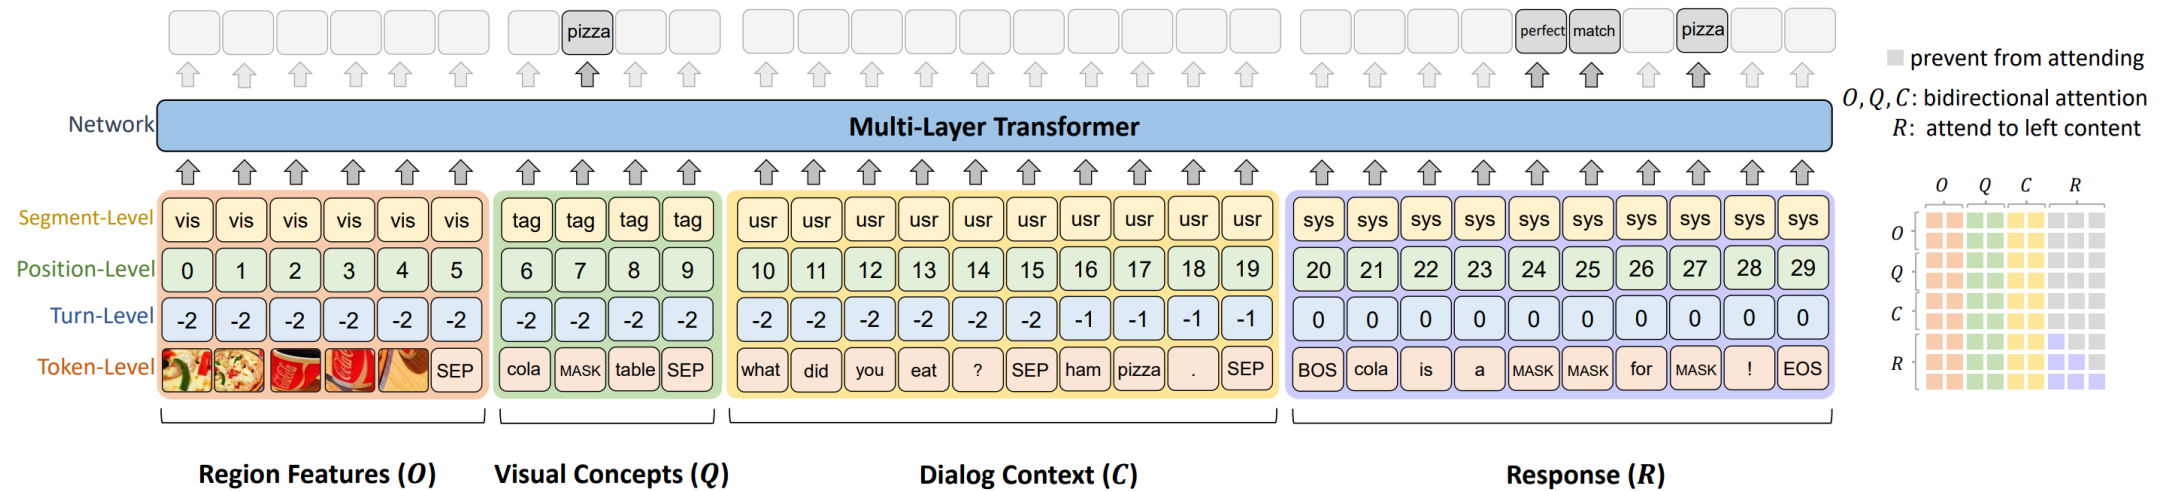 pizza perfect match pizza
prevent from attending
O, Q, C: bidirectional attention
R: attend to left content
Network Multi-Layer Transformer
Segment-Level vis vis vis vis vis vis tag tag tag tag usr usr usr usr usr usr usr usr usr usr sys sys sys sys sys sys sys sys sys sys
Position-Level 0 1 2 3 4 5 6 7 8 9 10 11 12 13 14 15 16 17 18 19 20 21 22 23 24 25 26 27 28 29
Turn-Level -2 -2 -2 -2 -2 -2 -2 -2 -2 -2 -2 -2 -2 -2 -2 -2 -1 -1 -1 -1 0 0 0 0 0 0 0 0 0 0
Token-Level SEP cola MASK table SEP what did you eat ? SEP ham pizza . SEP BOS cola is a MASK MASK for MASK ! EOS
O Q C R
O
Q
C
R
Region Features (O) Visual Concepts (Q) Dialog Context (C) Response (R)